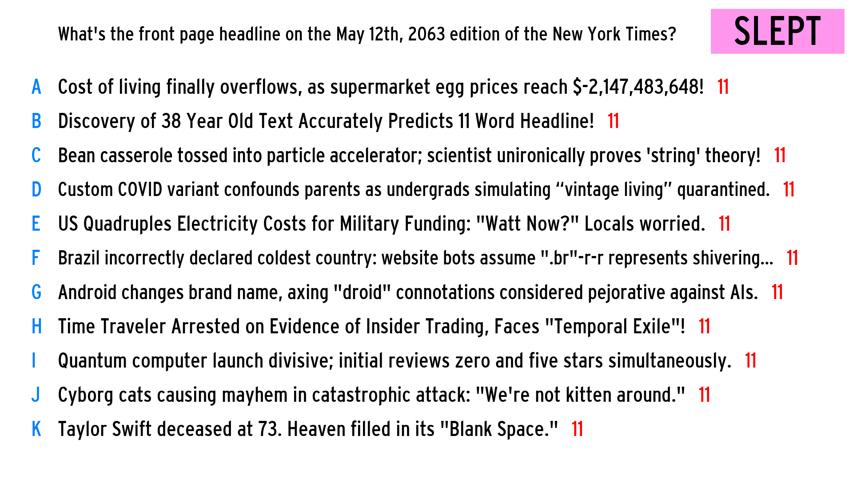 What's the front page headline on the May 12th, 2063 edition of the New York Times?
SLEPT
A Cost of living finally overflows, as supermarket egg prices reach $-2,147,483,648! 11
B Discovery of 38 Year Old Text Accurately Predicts 11 Word Headline! 11
C Bean casserole tossed into particle accelerator; scientist unironically proves 'string' theory! 11
D Custom COVID variant confounds parents as undergrads simulating “vintage living” quarantined. 11
E US Quadruples Electricity Costs for Military Funding: "Watt Now?" Locals worried. 11
F Brazil incorrectly declared coldest country: website bots assume ".br"-r-r represents shivering... 11
G Android changes brand name, axing "droid" connotations considered pejorative against AIs. 11
H Time Traveler Arrested on Evidence of Insider Trading, Faces "Temporal Exile"! 11
I Quantum computer launch divisive; initial reviews zero and five stars simultaneously. 11
J Cyborg cats causing mayhem in catastrophic attack: "We're not kitten around." 11
K Taylor Swift deceased at 73. Heaven filled in its "Blank Space." 11